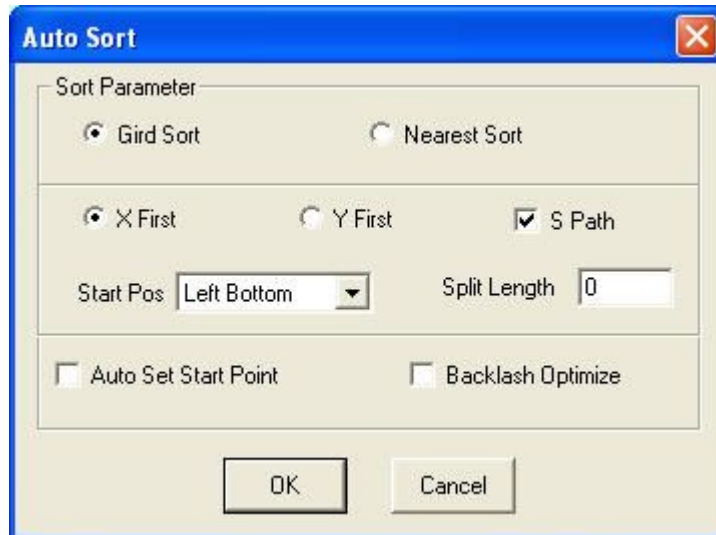 Auto Sort
Sort Parameter
Gird Sort Nearest Sort
X First Y First S Path
Start Pos Left Bottom Split Length 0
Auto Set Start Point Backlash Optimize
OK Cancel